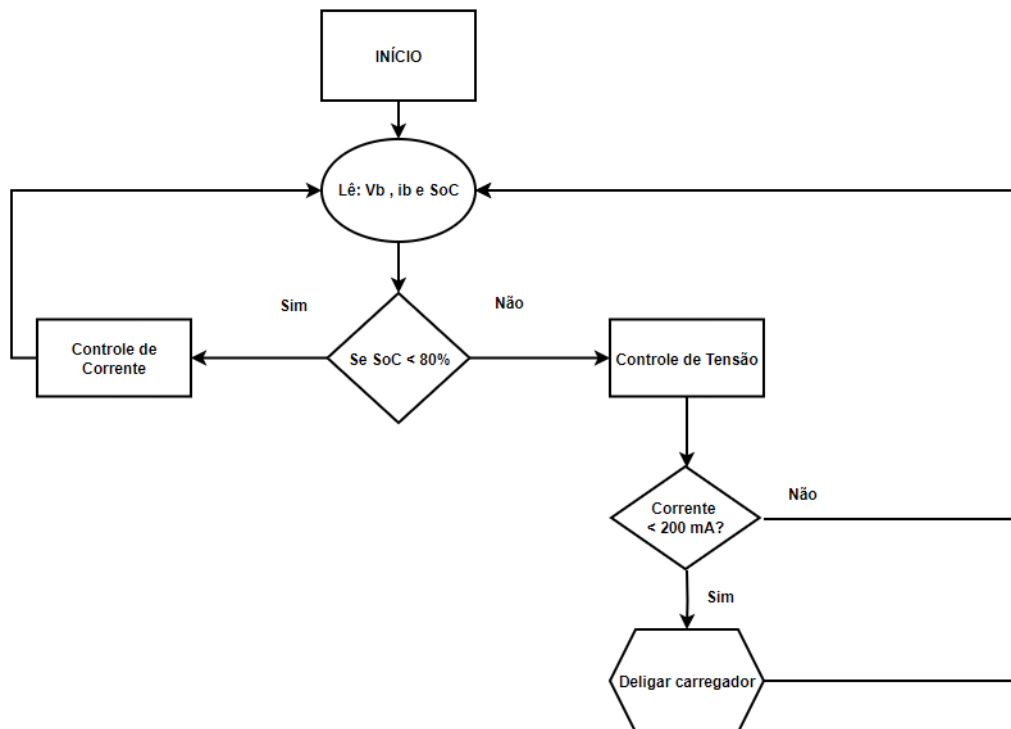 INÍCIO
Lê: Vb , ib e SoC
Sim
Não
Controle de
Corrente
Se SoC < 80%
Controle de Tensão
Corrente
< 200 mA?
Não
Sim
Deligar carregador